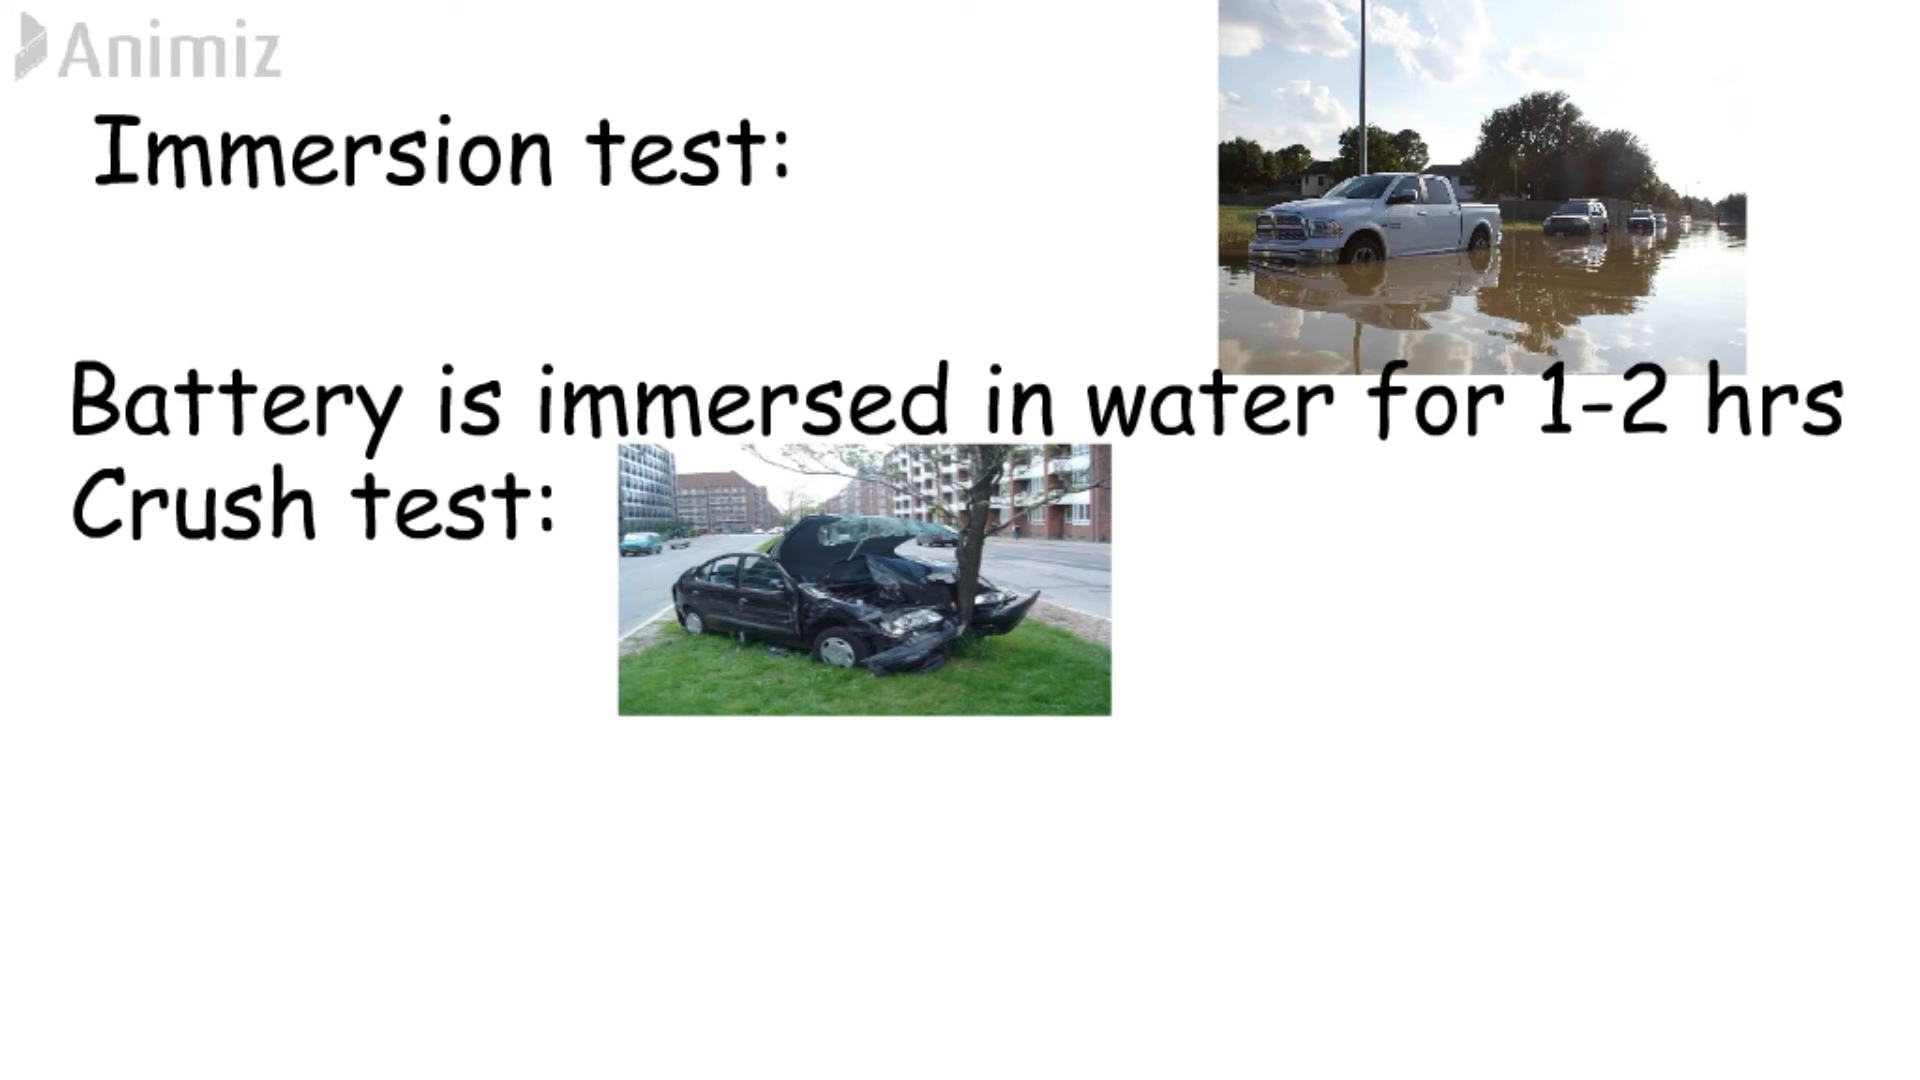 Animiz
Immersion test:
Battery is immersed in water for 1-2 hrs
Crush test: